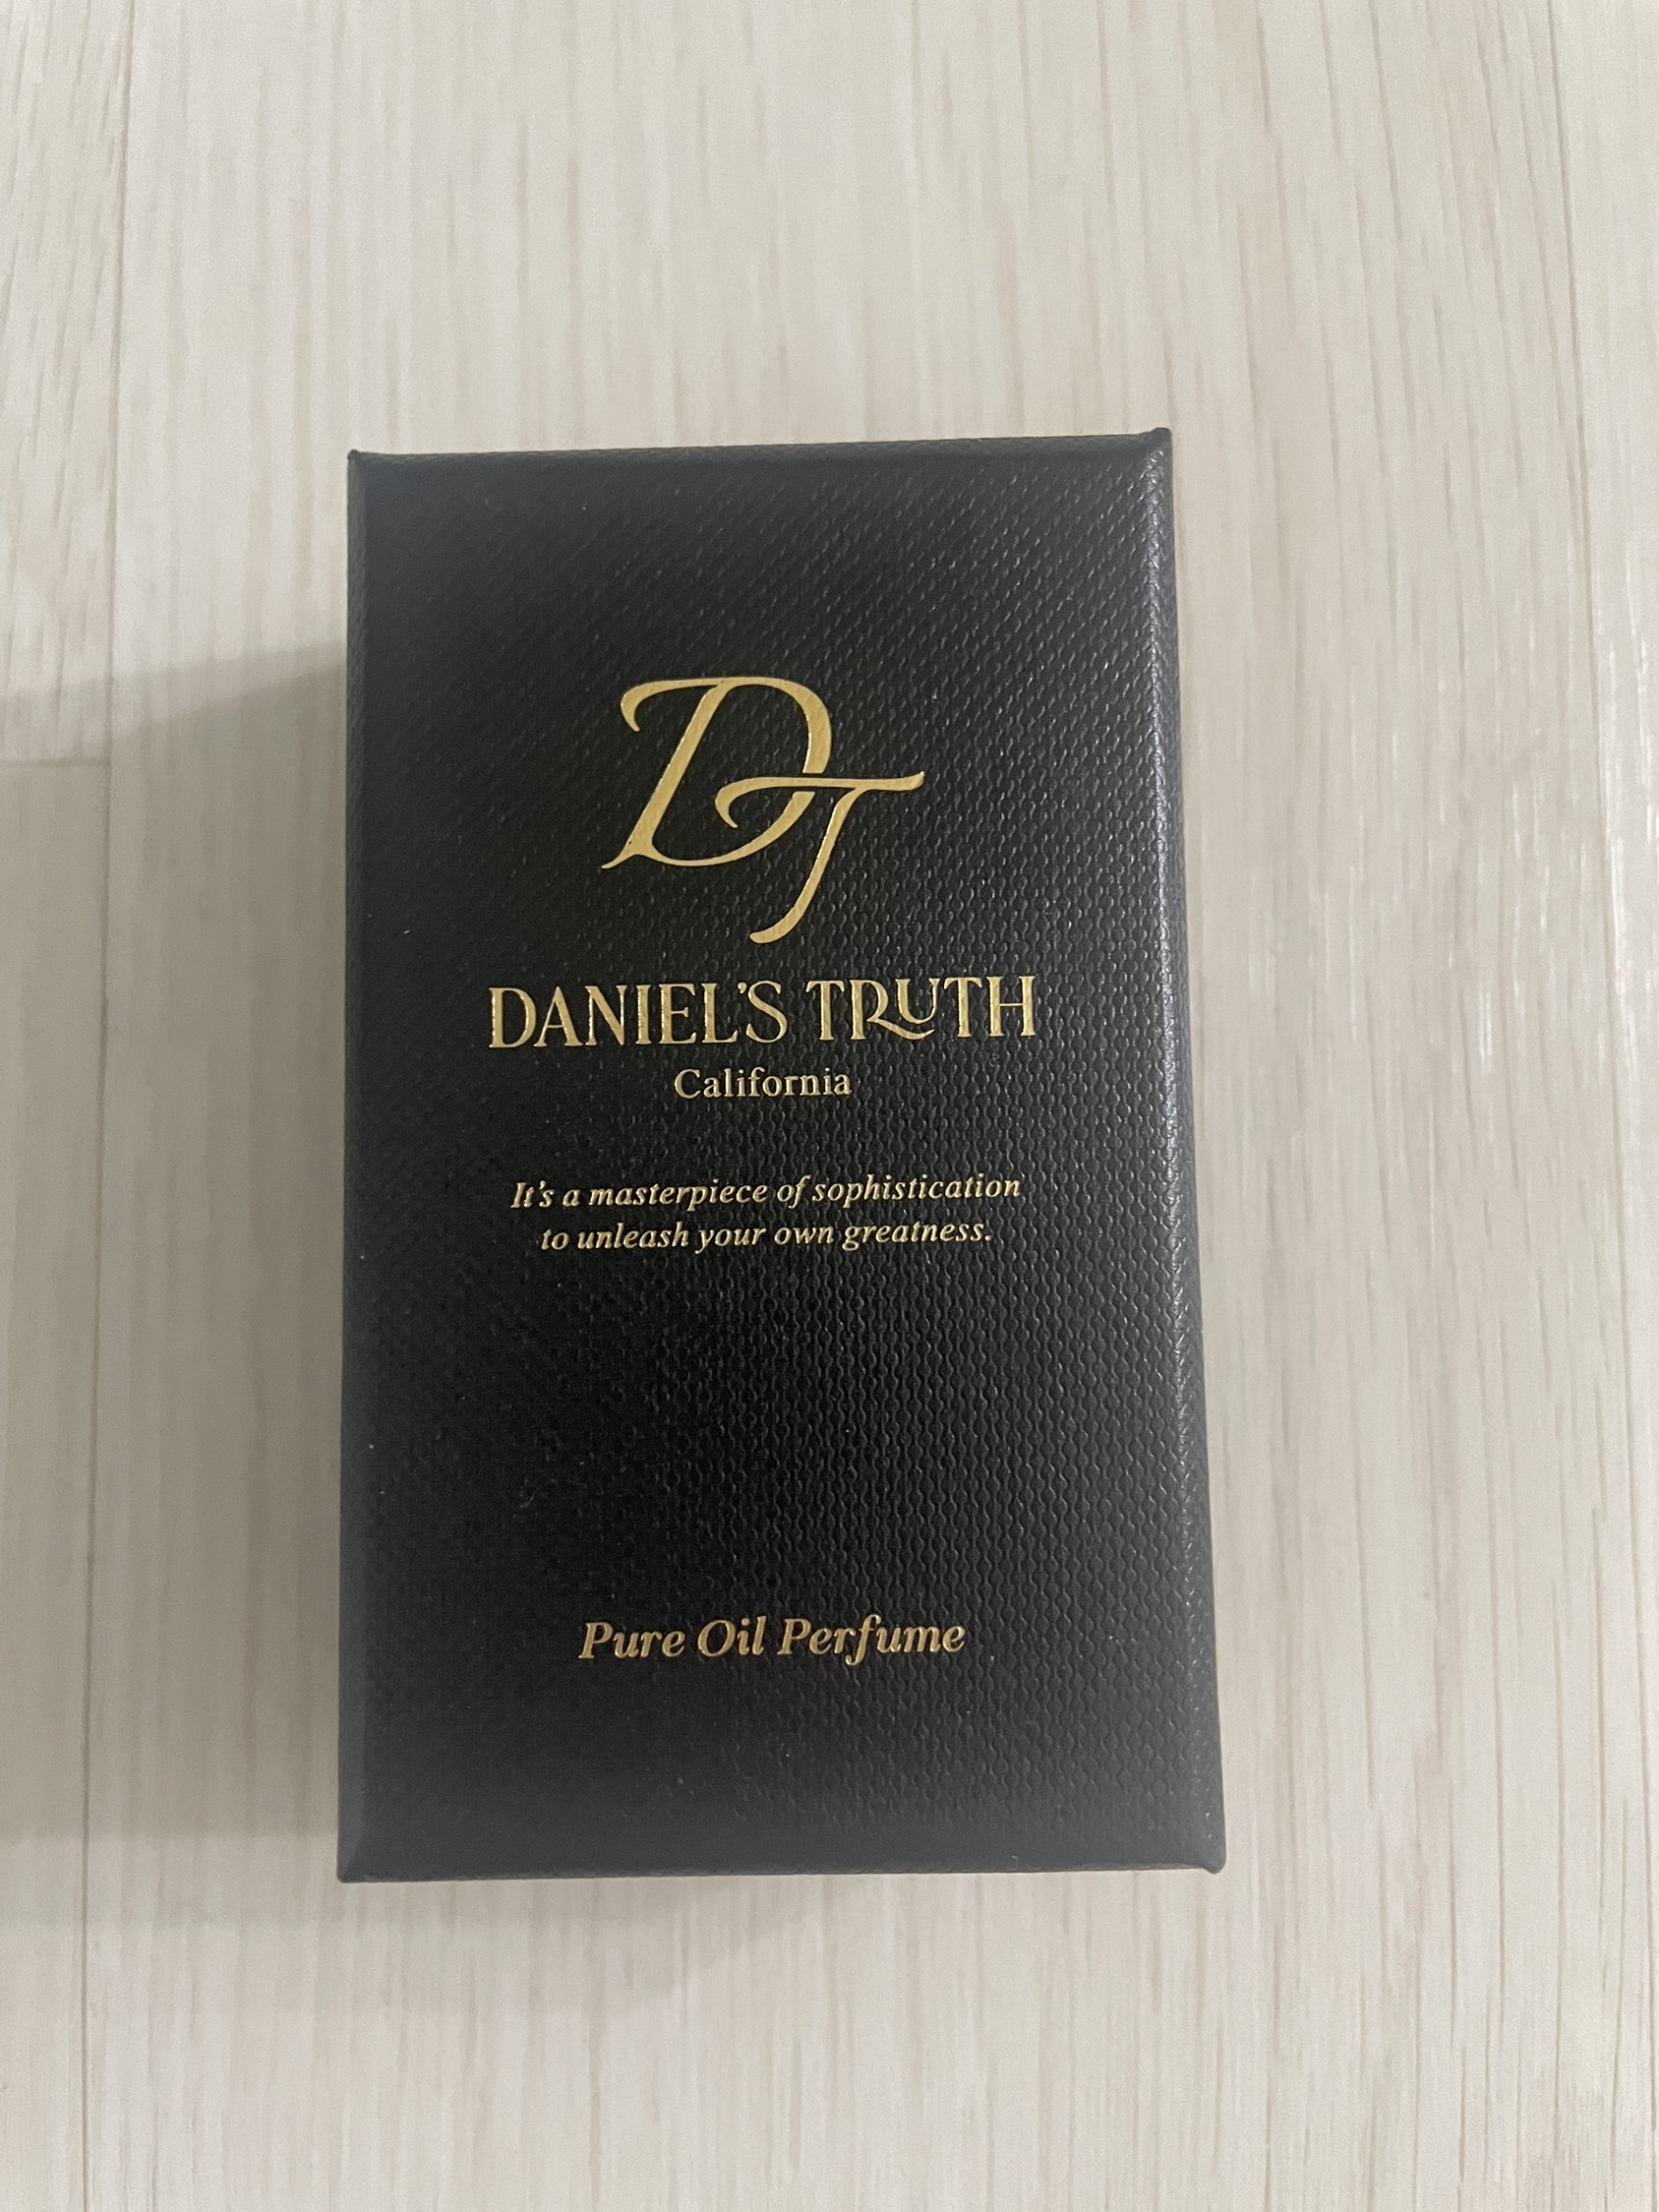 DT
DANIEL'S TRUTH
California
It's a masterpiece of sophistication
to unleash your own greatness.
Pure Oil Perfume